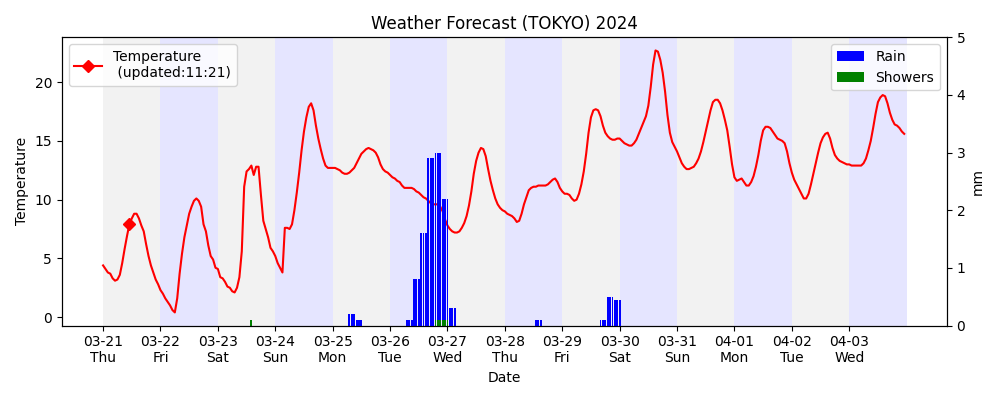 Weather Forecast (TOKYO) 2024
Temperature
(updated:11:21)
Rain
Showers
Temperature
20
15
10
5
0
5
4
3
2
1
0
mm
03-21 03-22 03-23 03-24 03-25 03-26 03-27 03-28 03-29 03-30 03-31 04-01 04-02 04-03
Thu Fri Sat Sun Mon Tue Wed Thu Fri Sat Sun Mon Tue Wed
Date